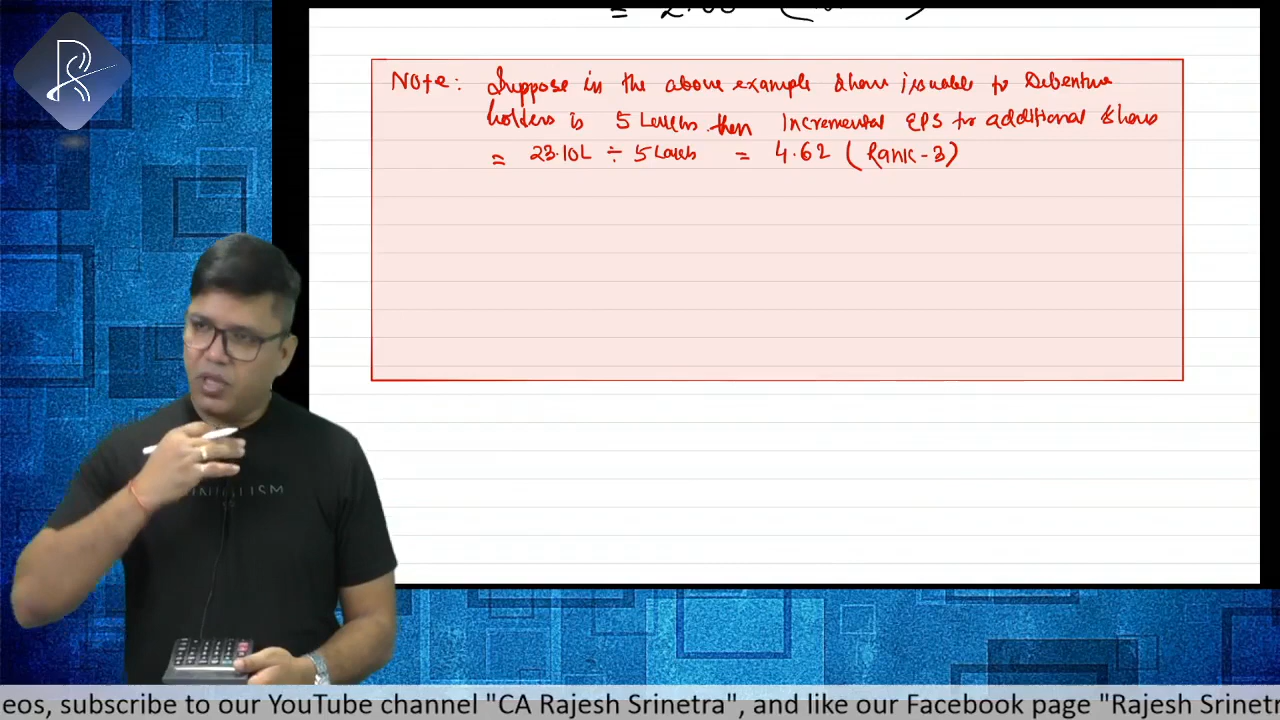 Note: Suppose in the above example share issuable to Debenture
holders is 5 Lakhs then Incremental EPS to additional shares
= 23.10L ÷ 5 Lakh = 4.62 (Rank-3)
eos, subscribe to our YouTube channel "CA Rajesh Srinetra", and like our Facebook page "Rajesh Srinetr